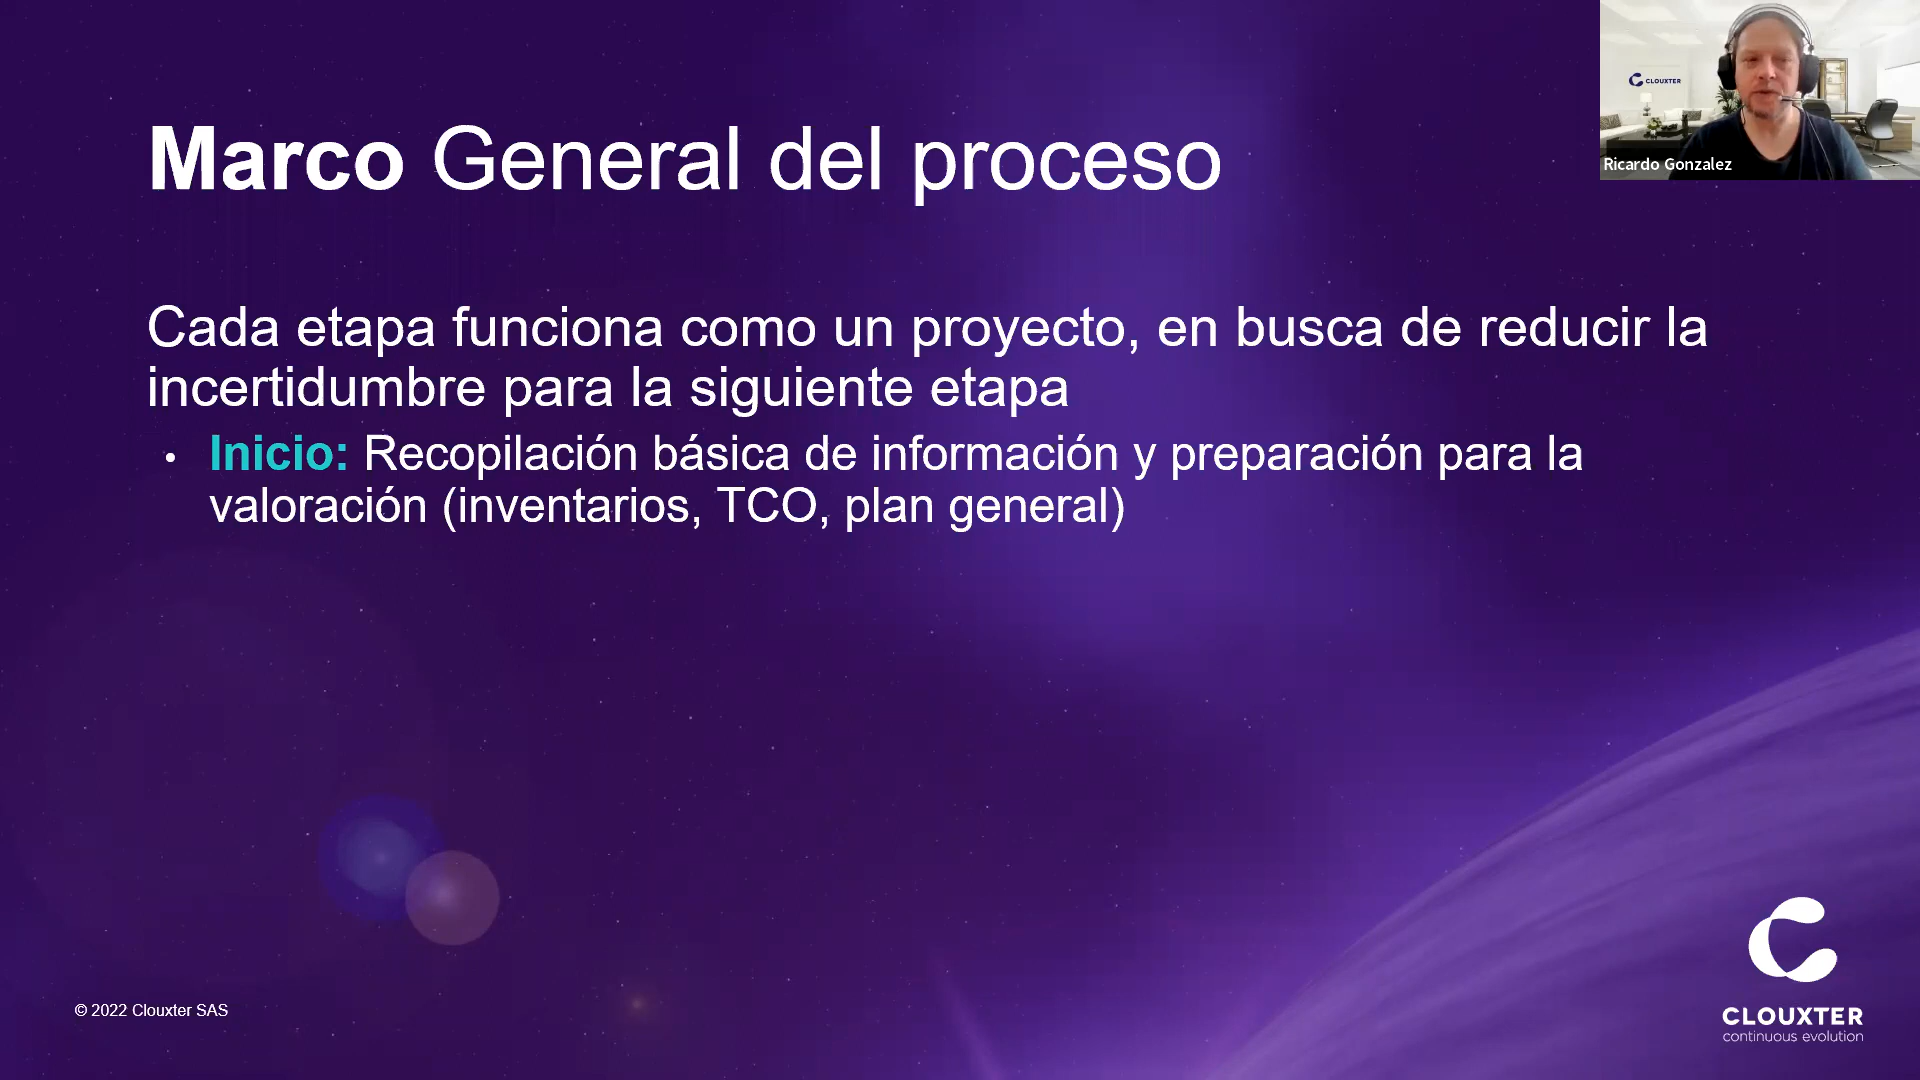 CLOUXTER
Ricardo Gonzalez
Marco General del proceso
Cada etapa funciona como un proyecto, en busca de reducir la
incertidumbre para la siguiente etapa
• Inicio: Recopilación básica de información y preparación para la
valoración (inventarios, TCO, plan general)
© 2022 Clouxter SAS
CLOUXTER
continuous evolution